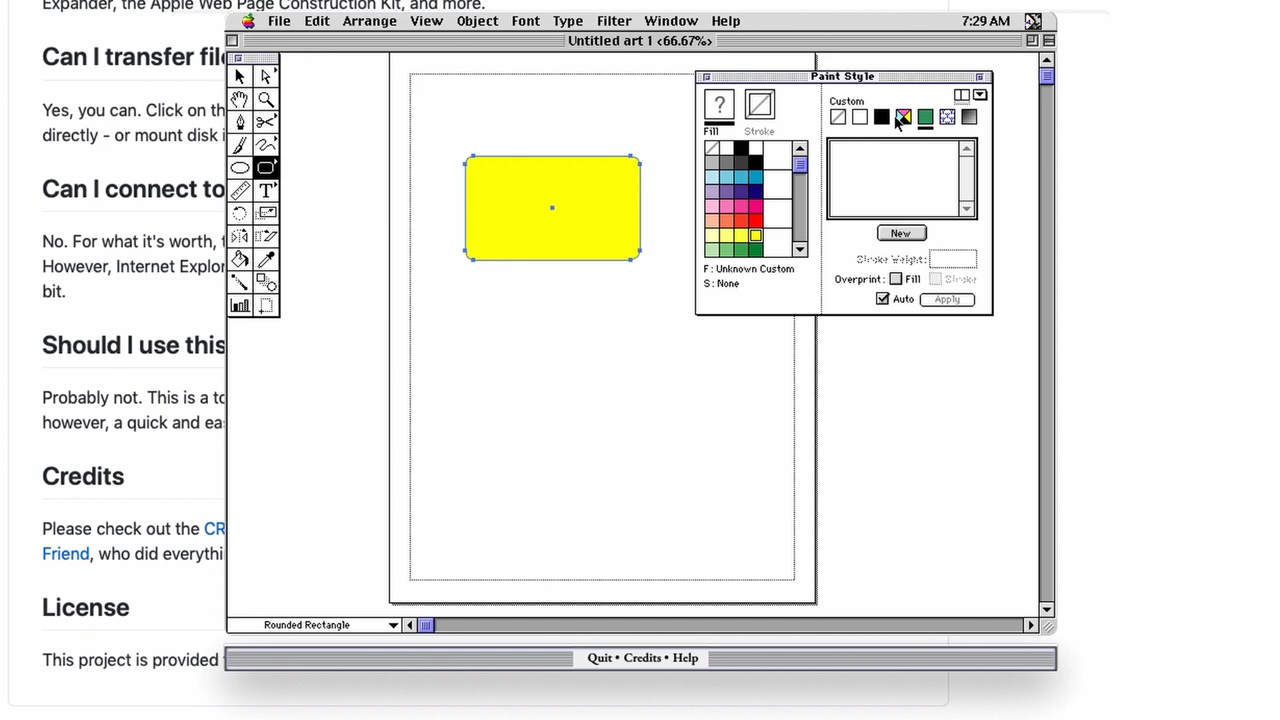 Expander, the Apple Web Page Construction Kit, and more.
File Edit Arrange View Object Font Type Filter Window Help 7:29 AM
Untitled art 1 <66.67%>
Can I transfer file
Yes, you can. Click on th
directly - or mount disk i
Can I connect to
No. For what it's worth, t
However, Internet Explor
bit.
Should I use this
Probably not. This is a to
however, a quick and ea
Credits
Please check out the CR
Friend, who did everythi
License
This project is provided
T
Paint Style
?
Fill Stroke
Custom
New
Stroke Weight:
Overprint: Fill Stroke
Auto Apply
F: Unknown Custom
S: None
Rounded Rectangle
Quit • Credits • Help